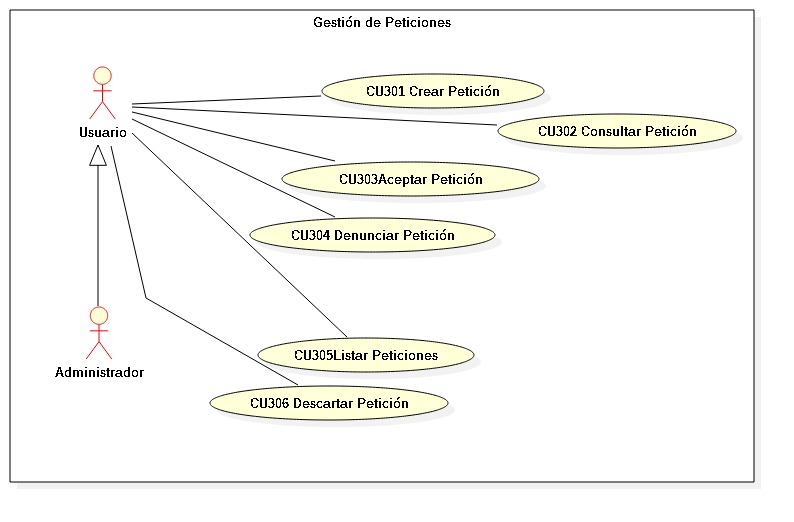 Gestión de Peticiones
CU301 Crear Petición
Usuario
CU302 Consultar Petición
CU303Aceptar Petición
CU304 Denunciar Petición
CU305Listar Peticiones
Administrador
CU306 Descartar Petición